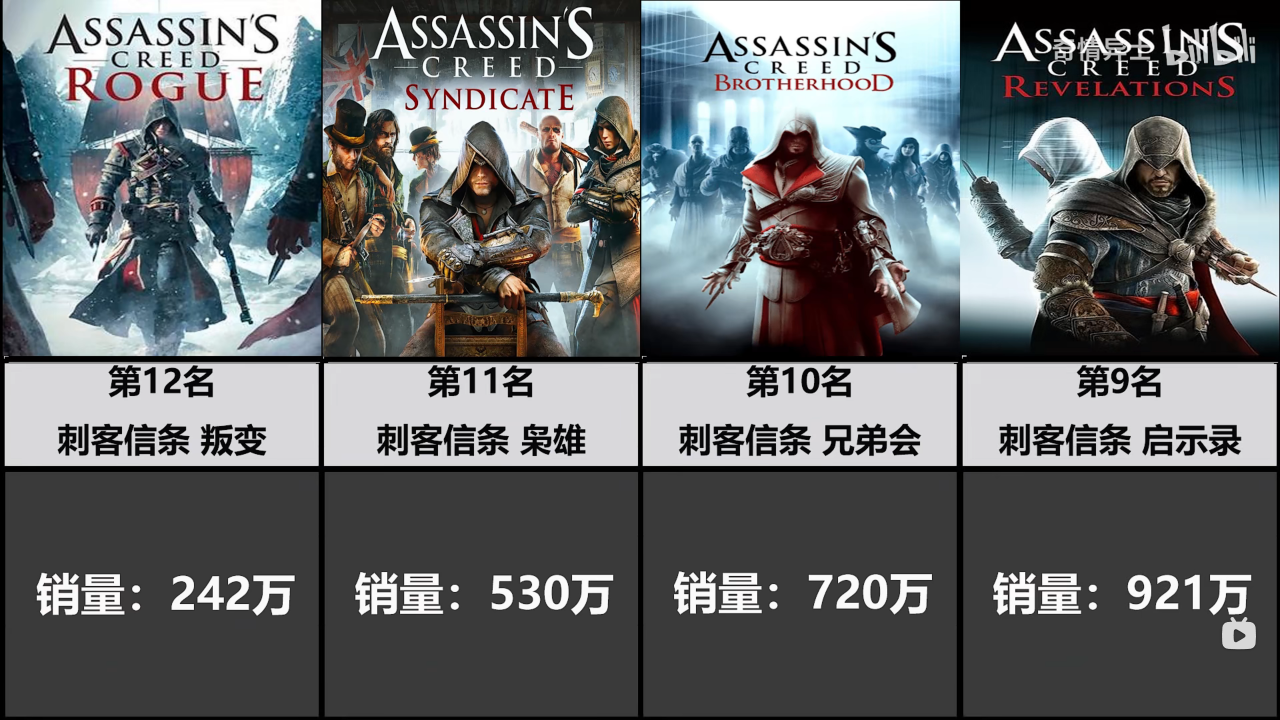 ASSASSIN'S
CREED
ROGUE
第12名
刺客信条 叛变
销量：242万
ASSASSIN'S
CREED
SYNDICATE
第11名
刺客信条 枭雄
销量：530万
ASSASSIN'S
CREED
BROTHERHOOD
第10名
刺客信条 兄弟会
销量：720万
ASSASSIN'S
CREED
REVELATIONS
bilibili
第9名
刺客信条 启示录
销量：921万